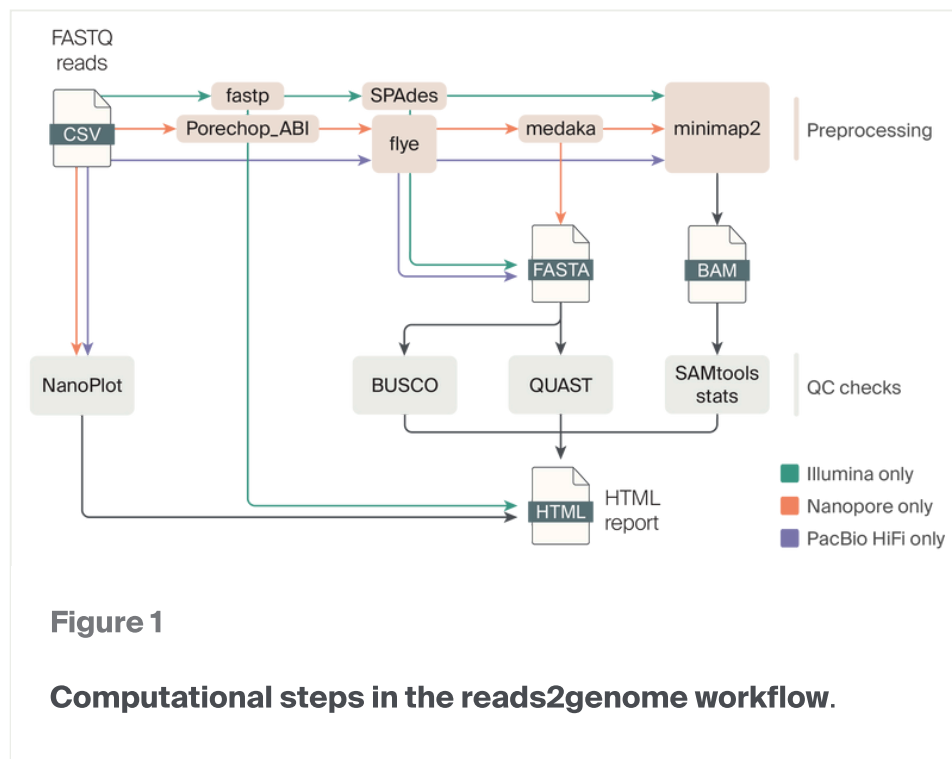 FASTQ
reads
CSV
fastp
SPAdes
Porechop_ABI
flye
medaka
minimap2
Preprocessing
FASTA
BAM
NanoPlot
BUSCO
QUAST
SAMtools
stats
QC checks
HTML
HTML
report
Illumina only
Nanopore only
PacBio HiFi only
Figure 1
Computational steps in the reads2genome workflow.